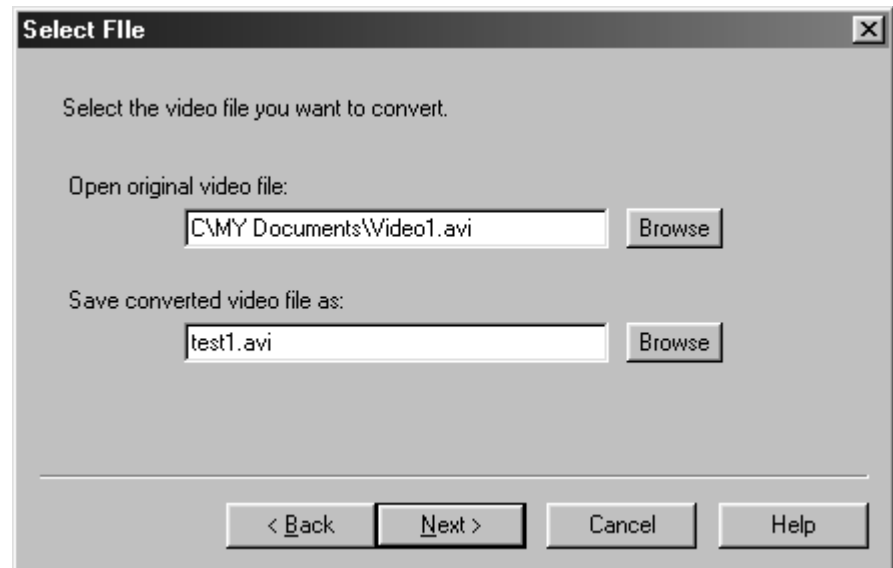 Select FIle
Select the video file you want to convert.
Open original video file:
C\MY Documents\Video1.avi Browse
Save converted video file as:
test1.avi Browse
< Back Next > Cancel Help